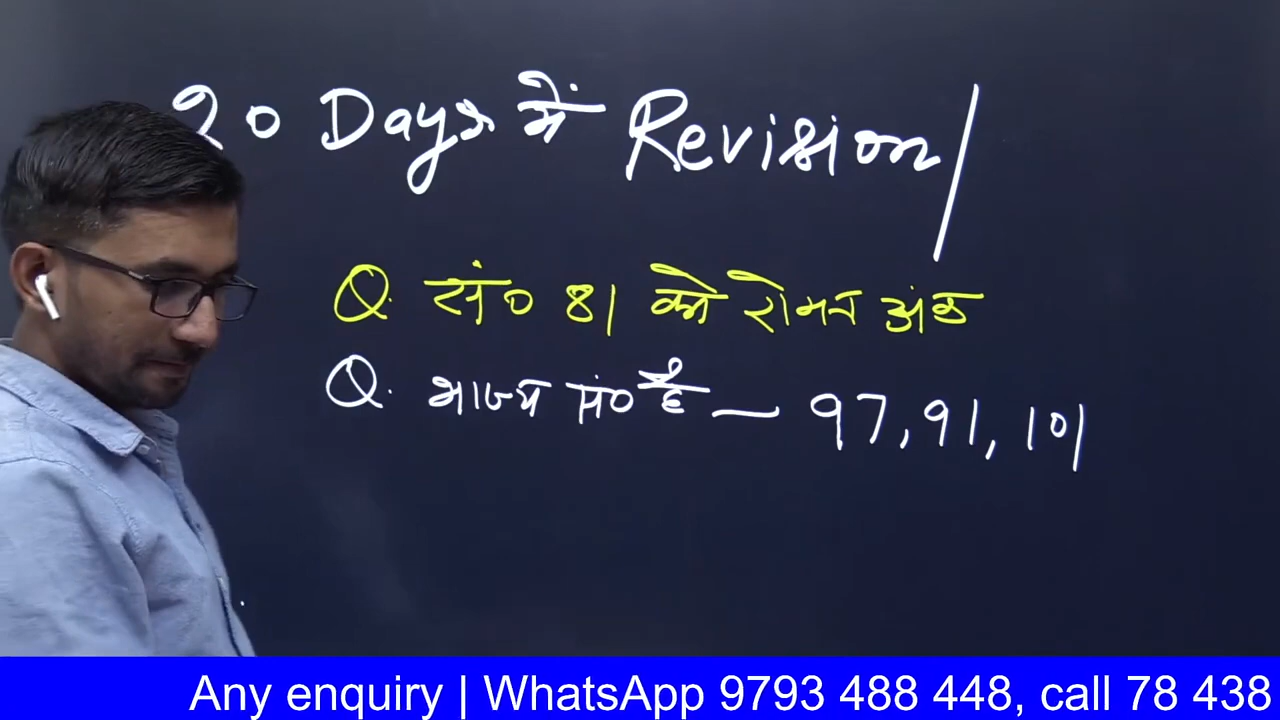 20 Days में Revision
Q. सं० 81 को रोमन अंक
Q. भाज्य सं० है — 97, 91, 101
Any enquiry | WhatsApp 9793 488 448, call 78 438